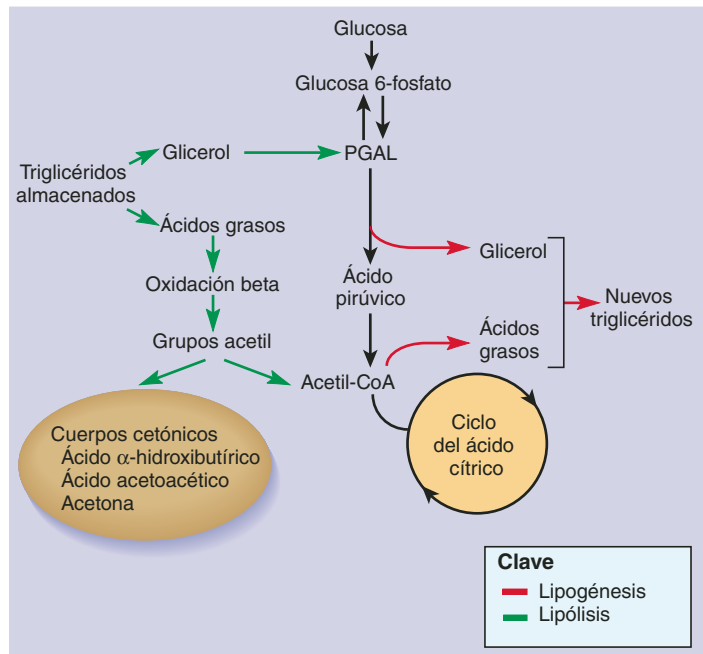 Glucosa
Glucosa 6-fosfato
Glicerol
PGAL
Triglicéridos
almacenados
Ácidos grasos
Glicerol
Oxidación beta
Ácido
pirúvico
Nuevos
triglicéridos
Grupos acetil
Ácidos
grasos
Acetil-CoA
Cuerpos cetónicos
Ácido α-hidroxibutírico
Ácido acetoacético
Acetona
Ciclo
del ácido
cítrico
Clave
Lipogénesis
Lipólisis